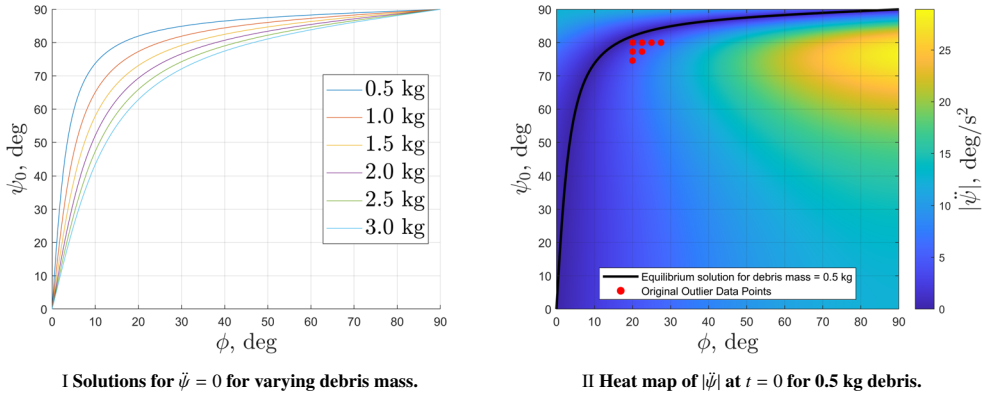 90
80
70
60
50
40
30
20
10
0
ψ₀, deg
0 10 20 30 40 50 60 70 80 90
ϕ, deg
0.5 kg
1.0 kg
1.5 kg
2.0 kg
2.5 kg
3.0 kg
I Solutions for ψ̈ = 0 for varying debris mass.
90
80
70
60
50
40
30
20
10
0
ψ₀, deg
0 10 20 30 40 50 60 70 80 90
ϕ, deg
Equilibrium solution for debris mass = 0.5 kg
Original Outlier Data Points
25
20
15
10
5
0
|ψ̈|, deg/s²
II Heat map of |ψ̈| at t = 0 for 0.5 kg debris.